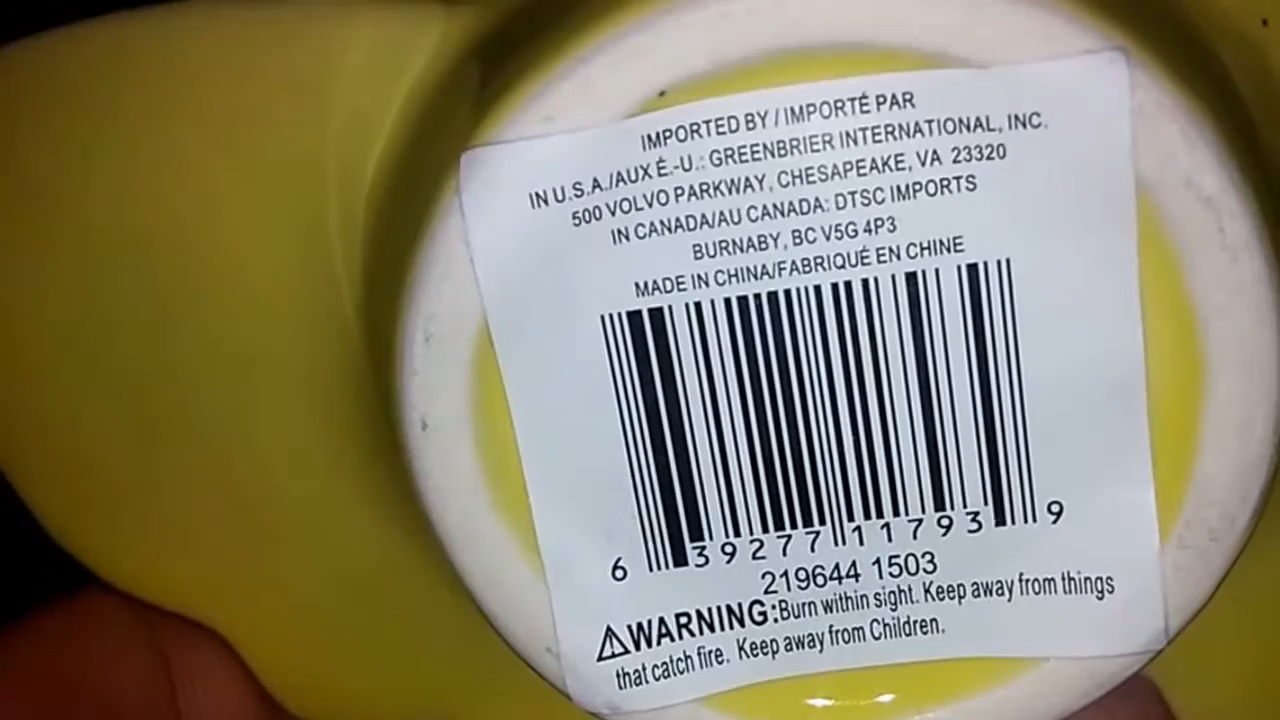 IMPORTED BY / IMPORTÉ PAR
IN U.S.A./AUX É.-U.: GREENBRIER INTERNATIONAL, INC.
500 VOLVO PARKWAY, CHESAPEAKE, VA 23320
IN CANADA/AU CANADA: DTSC IMPORTS
BURNABY, BC V5G 4P3
MADE IN CHINA/FABRIQUÉ EN CHINE
6 39277 11793 9
219644 1503
⚠WARNING:Burn within sight. Keep away from things
that catch fire. Keep away from Children.